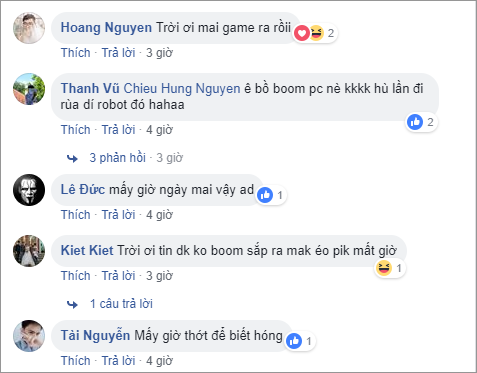 Hoang Nguyen Trời ơi mai game ra rồii
2
Thích · Trả lời · 3 giờ
Thanh Vũ Chieu Hung Nguyen ê bồ boom pc nè kkkk hù lần đi
rùa dí robot đó hahaa
2
Thích · Trả lời · 4 giờ
3 phản hồi · 3 giờ
Lê Đức mấy giờ ngày mai vậy ad
1
Thích · Trả lời · 4 giờ
Kiet Kiet Trời ơi tin dk ko boom sắp ra mak éo pik mất giờ
1
Thích · Trả lời · 3 giờ
1 câu trả lời
Tài Nguyễn Mấy giờ thớt để biết hóng
1
Thích · Trả lời · 4 giờ